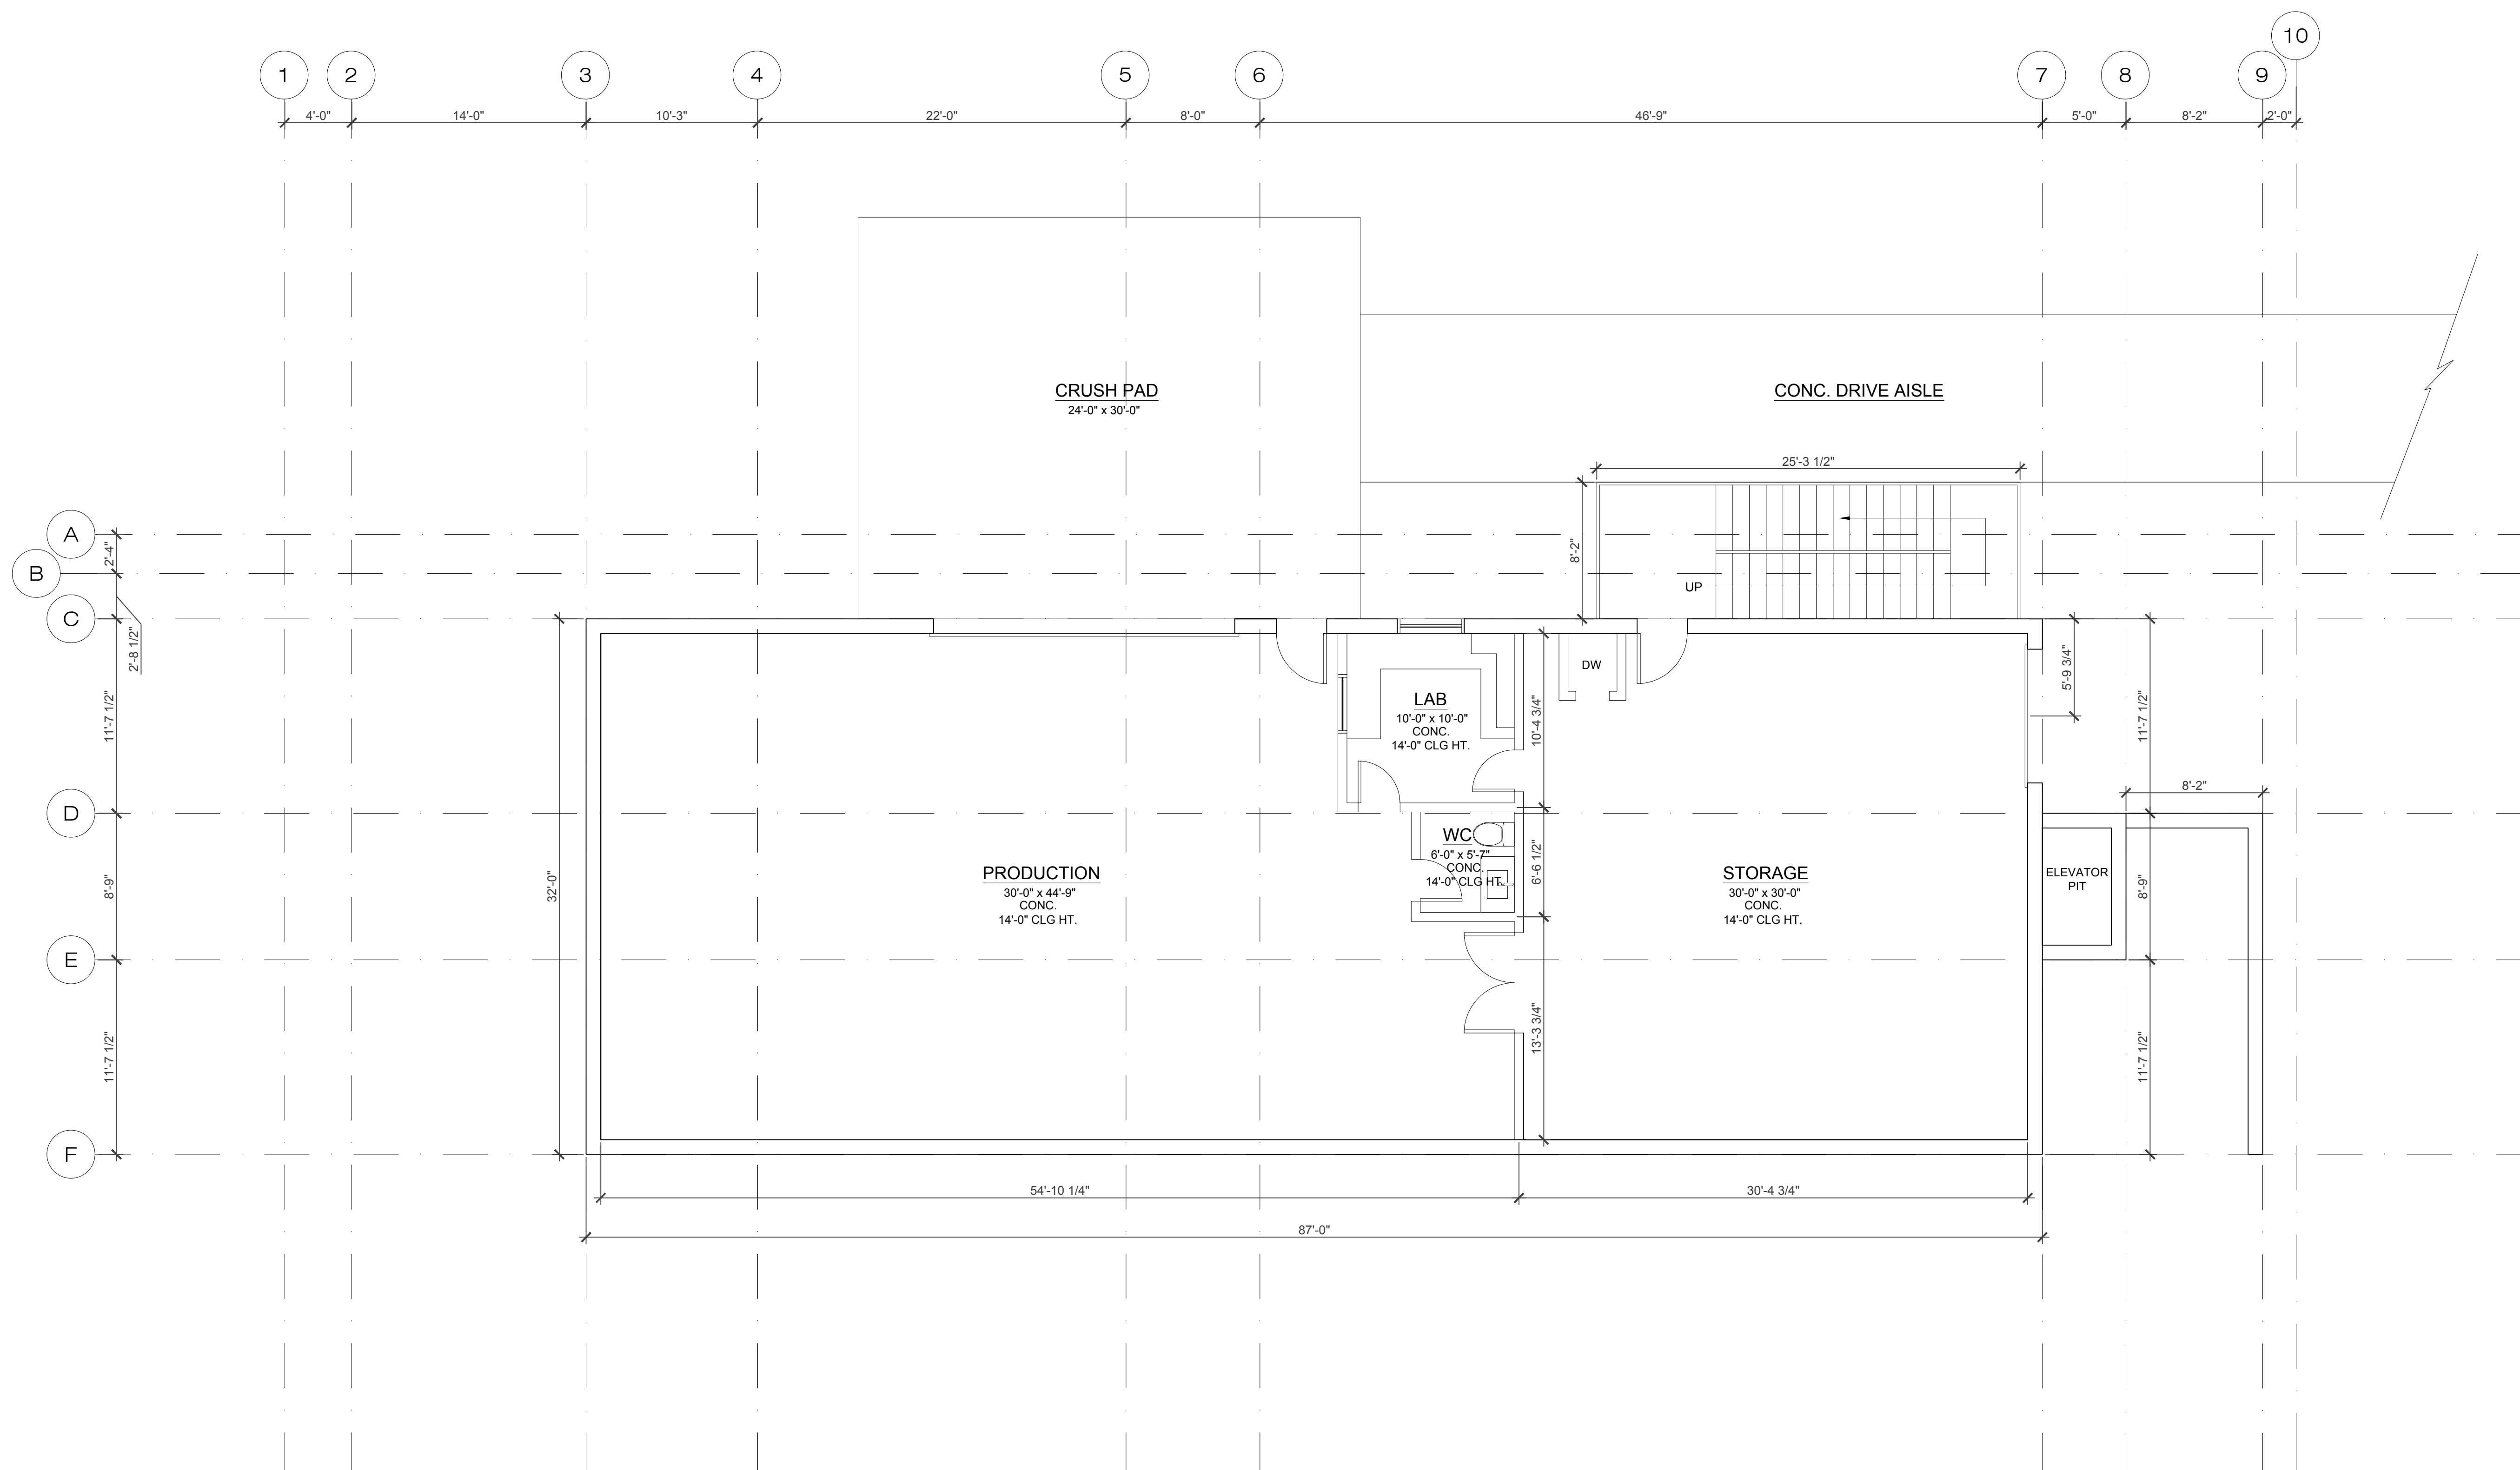 10
1 2 3 4 5 6 7 8 9
4'-0" 14'-0" 10'-3" 22'-0" 8'-0" 46'-9" 5'-0" 8'-2" 2'-0"
CRUSH PAD
24'-0" x 30'-0"
CONC. DRIVE AISLE
25'-3 1/2"
8'-2"
UP
A
2'-4"
B
C
2'-8 1/2"
11'-7 1/2"
D
8'-9"
E
11'-7 1/2"
F
32'-0"
DW
LAB
10'-0" x 10'-0"
CONC.
14'-0" CLG HT.
10'-4 3/4"
5'-9 3/4"
11'-7 1/2"
8'-2"
WC
6'-0" x 5'-7"
CONC.
14'-0" CLG HT.
6'-6 1/2"
PRODUCTION
30'-0" x 44'-9"
CONC.
14'-0" CLG HT.
STORAGE
30'-0" x 30'-0"
CONC.
14'-0" CLG HT.
ELEVATOR
PIT
8'-9"
13'-3 3/4"
11'-7 1/2"
54'-10 1/4" 30'-4 3/4"
87'-0"